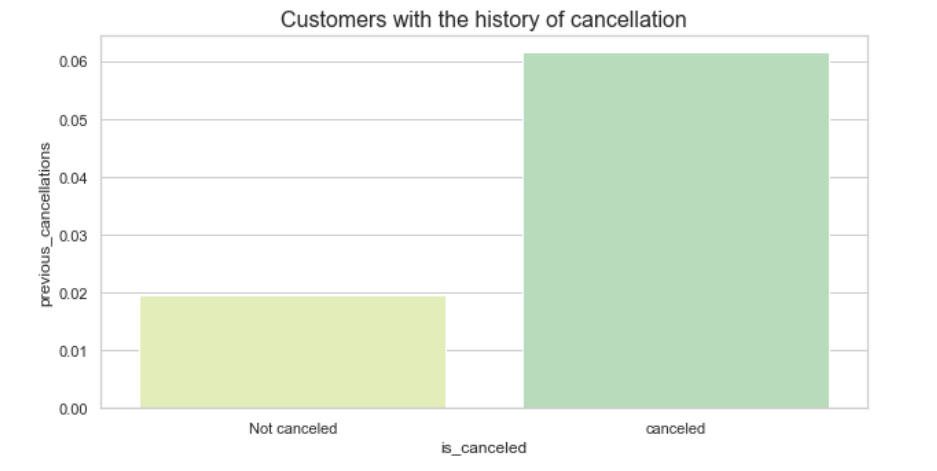 Customers with the history of cancellation
0.06
0.05
0.04
0.03
0.02
0.01
0.00
previous_cancellations
Not canceled
canceled
is_canceled